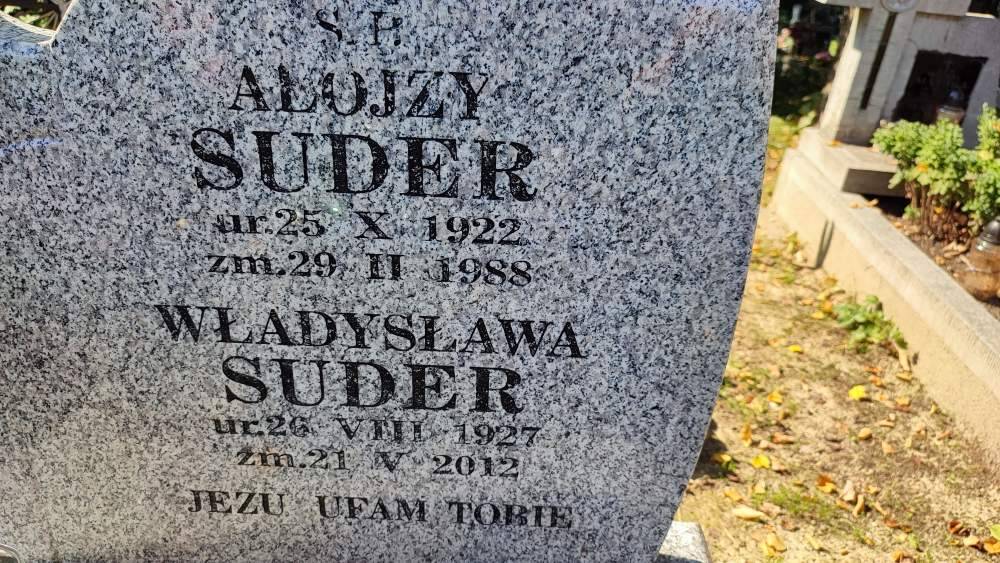 Ś. P.
ALOJZY
SUDER
ur.25 X 1922
zm.29 II 1988
WŁADYSŁAWA
SUDER
ur.26 VIII 1927
zm.21 V 2012
JEZU UFAM TOBIE